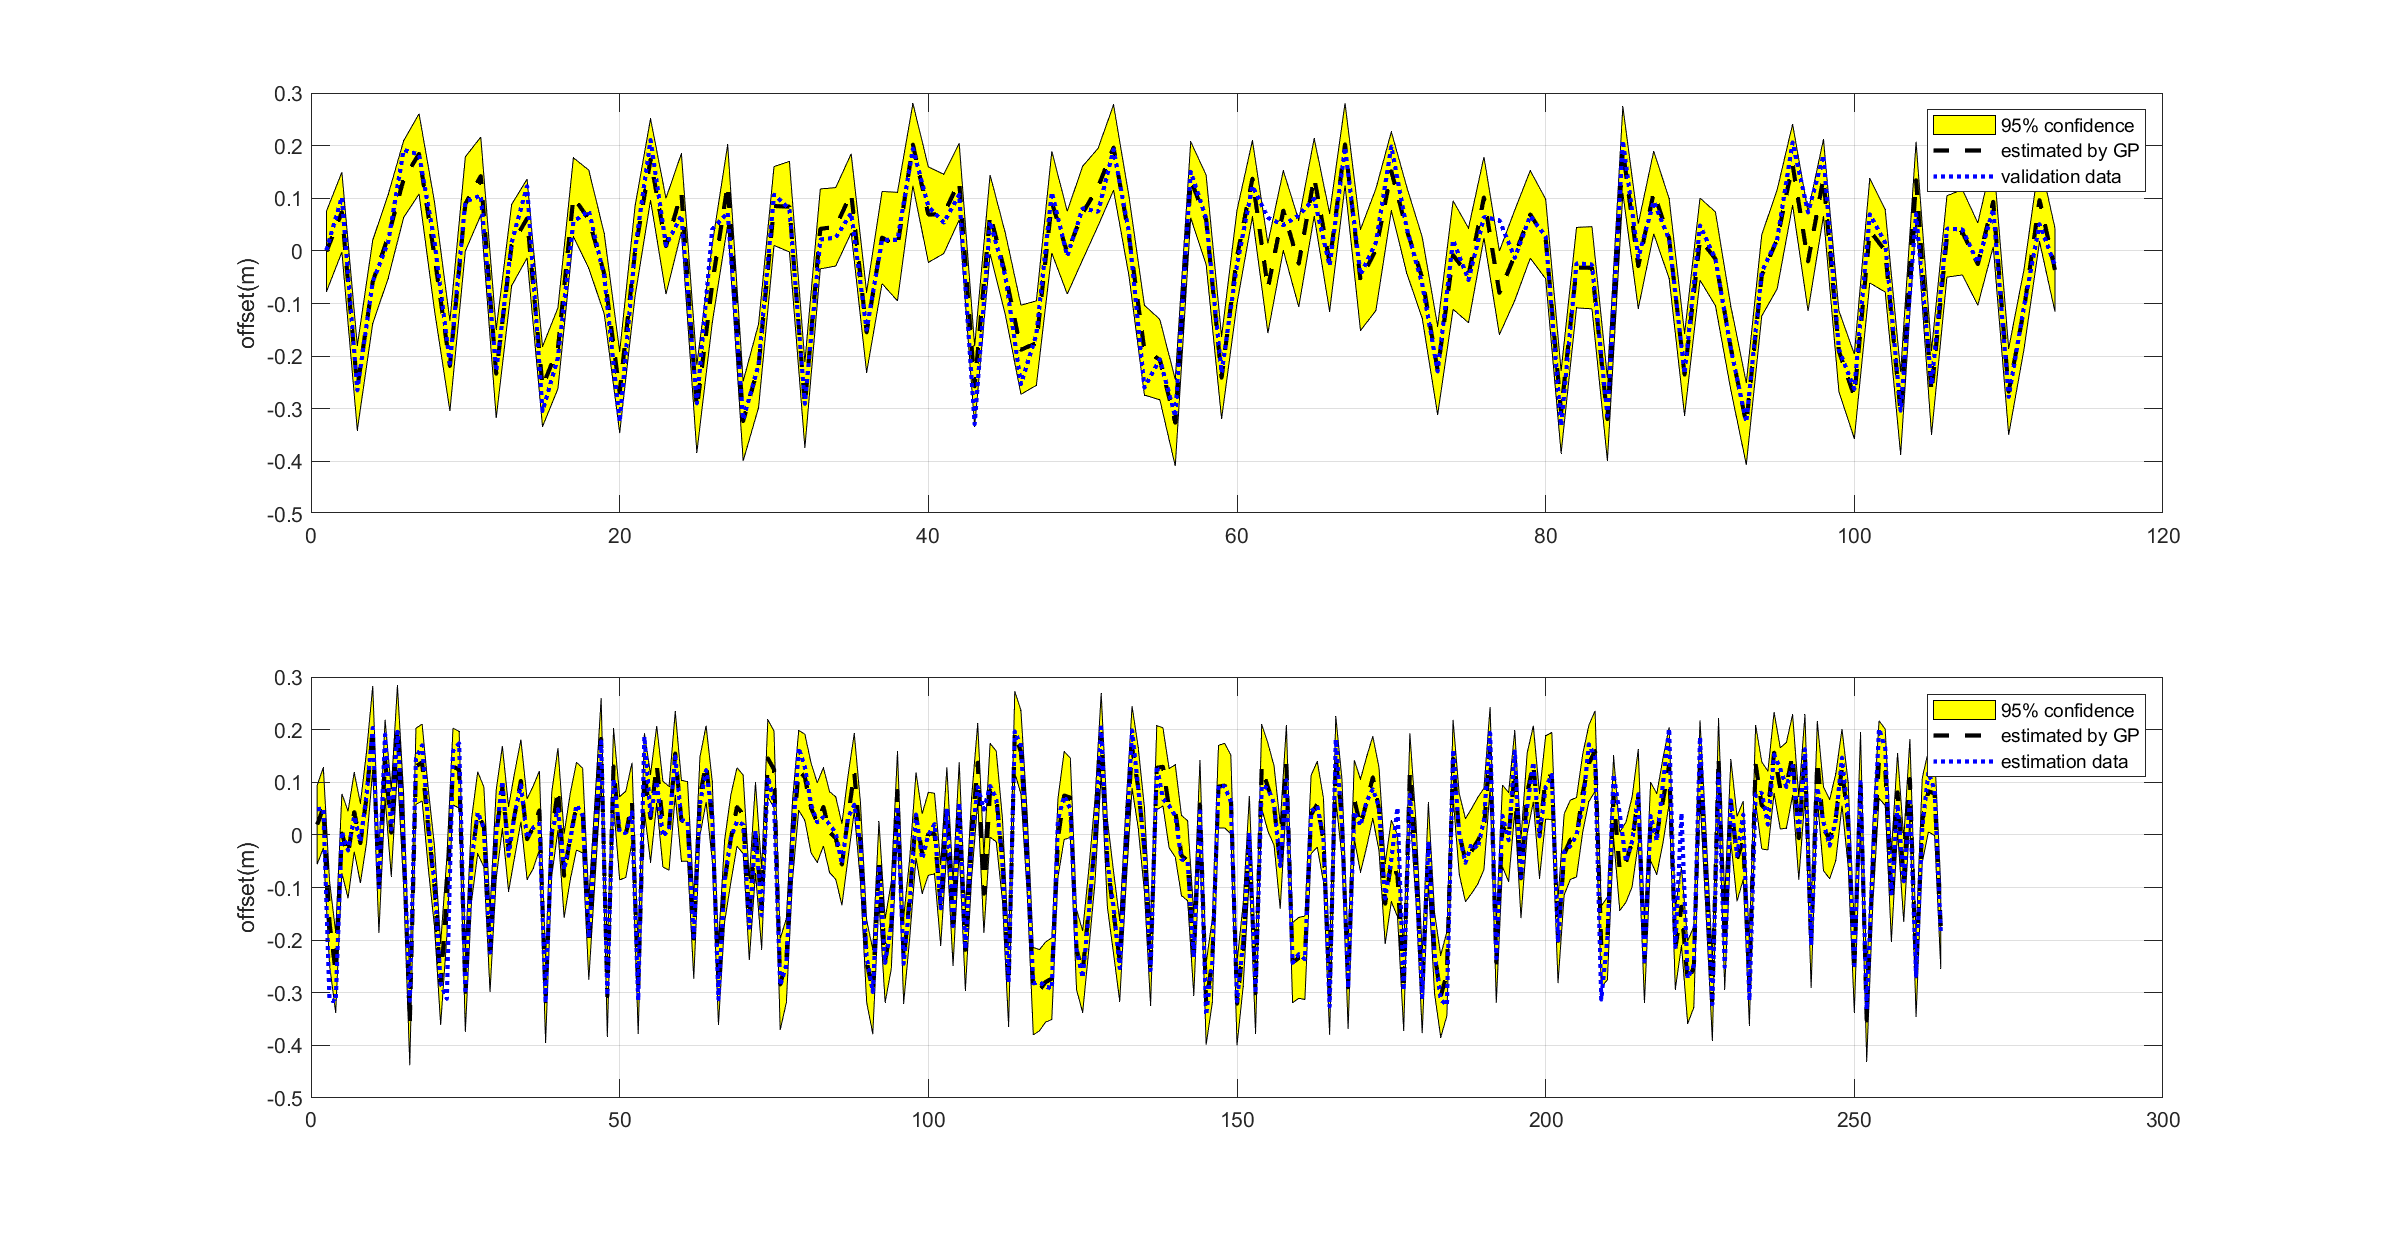 0.3
0.2
0.1
0
-0.1
-0.2
-0.3
-0.4
-0.5
offset(m)
0 20 40 60 80 100 120
95% confidence
estimated by GP
validation data
0.3
0.2
0.1
0
-0.1
-0.2
-0.3
-0.4
-0.5
offset(m)
0 50 100 150 200 250 300
95% confidence
estimated by GP
estimation data